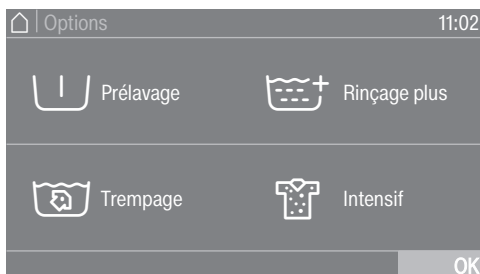 Options 11:02
Prélavage Rinçage plus
Trempage Intensif
OK